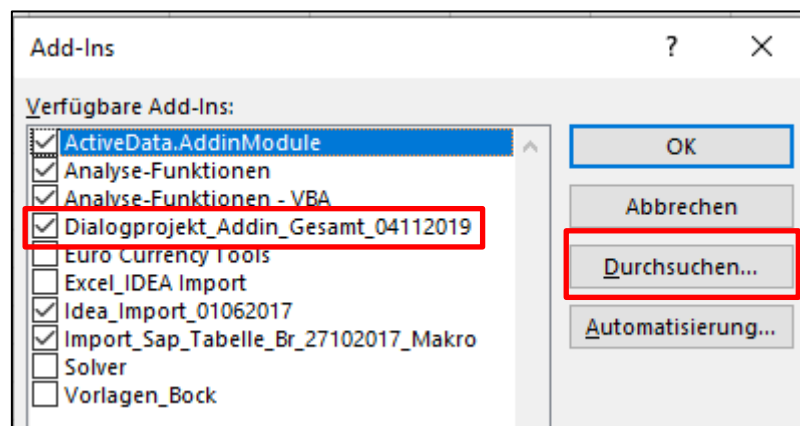 Add-Ins ? ×
Verfügbare Add-Ins:
ActiveData.AddinModule
Analyse-Funktionen
Analyse-Funktionen - VBA
Dialogprojekt_Addin_Gesamt_04112019
Euro Currency Tools
Excel_IDEA Import
Idea_Import_01062017
Import_Sap_Tabelle_Br_27102017_Makro
Solver
Vorlagen_Bock
OK
Abbrechen
Durchsuchen...
Automatisierung...